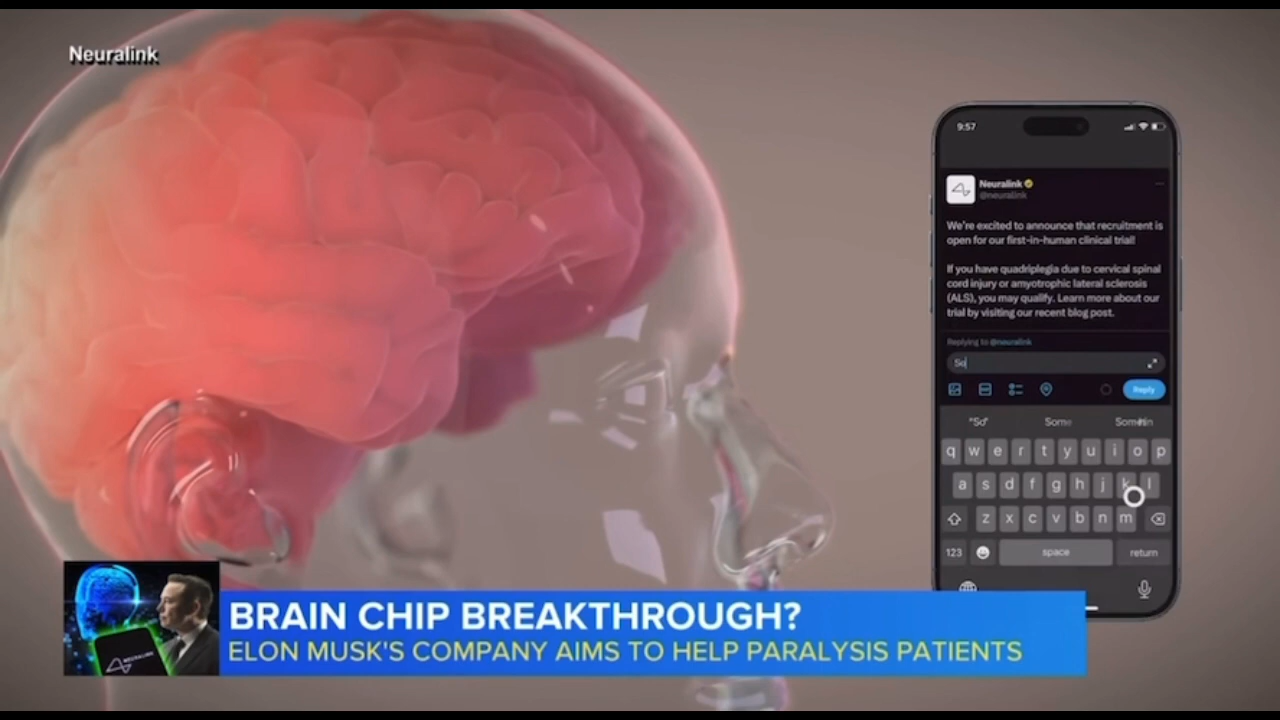 Neuralink
9:57
Neuralink
@neuralink
We're excited to announce that recruitment is
open for our first-in-human clinical trial!
If you have quadriplegia due to cervical spinal
cord injury or amyotrophic lateral sclerosis
(ALS), you may qualify. Learn more about our
trial by visiting our recent blog post.
Replying to @neuralink
So
Reply
"So" Some
q w e r t y u i o p
a s d f g h j k l
z x c v b n m
123 space return
NEURALINK
BRAIN CHIP BREAKTHROUGH?
ELON MUSK'S COMPANY AIMS TO HELP PARALYSIS PATIENTS